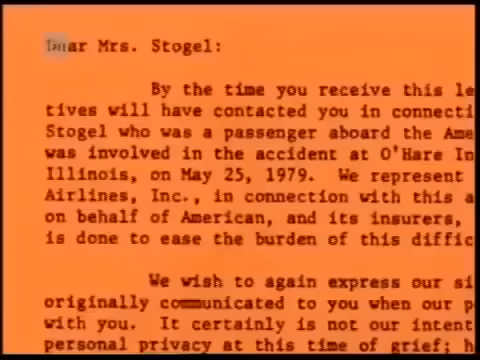 Dear Mrs. Stogel:
By the time you receive this le
tives will have contacted you in connecti
Stogel who was a passenger aboard the Ame
was involved in the accident at O'Hare In
Illinois, on May 25, 1979. We represent
Airlines, Inc., in connection with this a
on behalf of American, and its insurers,
is done to ease the burden of this diffic
We wish to again express our si
originally communicated to you when our p
with you. It certainly is not our intent
personal privacy at this time of grief; h